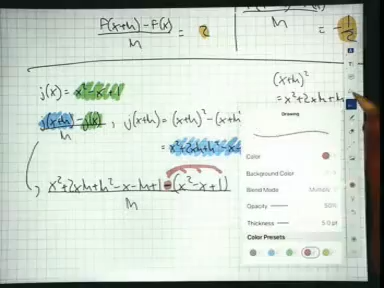 F(x+h)-F(x)
h
= 2
= -1/2
(x+h)²
= x²+2xh+h
j(x) = x²-x+1
j(x+h)-j(x)
h
, j(x+h) = (x+h)²-(x+h
= x²+2xh+h²-x
, x²+2xh+h²-x-h+1-(x²-x+1)
h
Drawing
Color
Background Color
Blend Mode Multiply
Opacity 50%
Thickness 5.0 pt
Color Presets